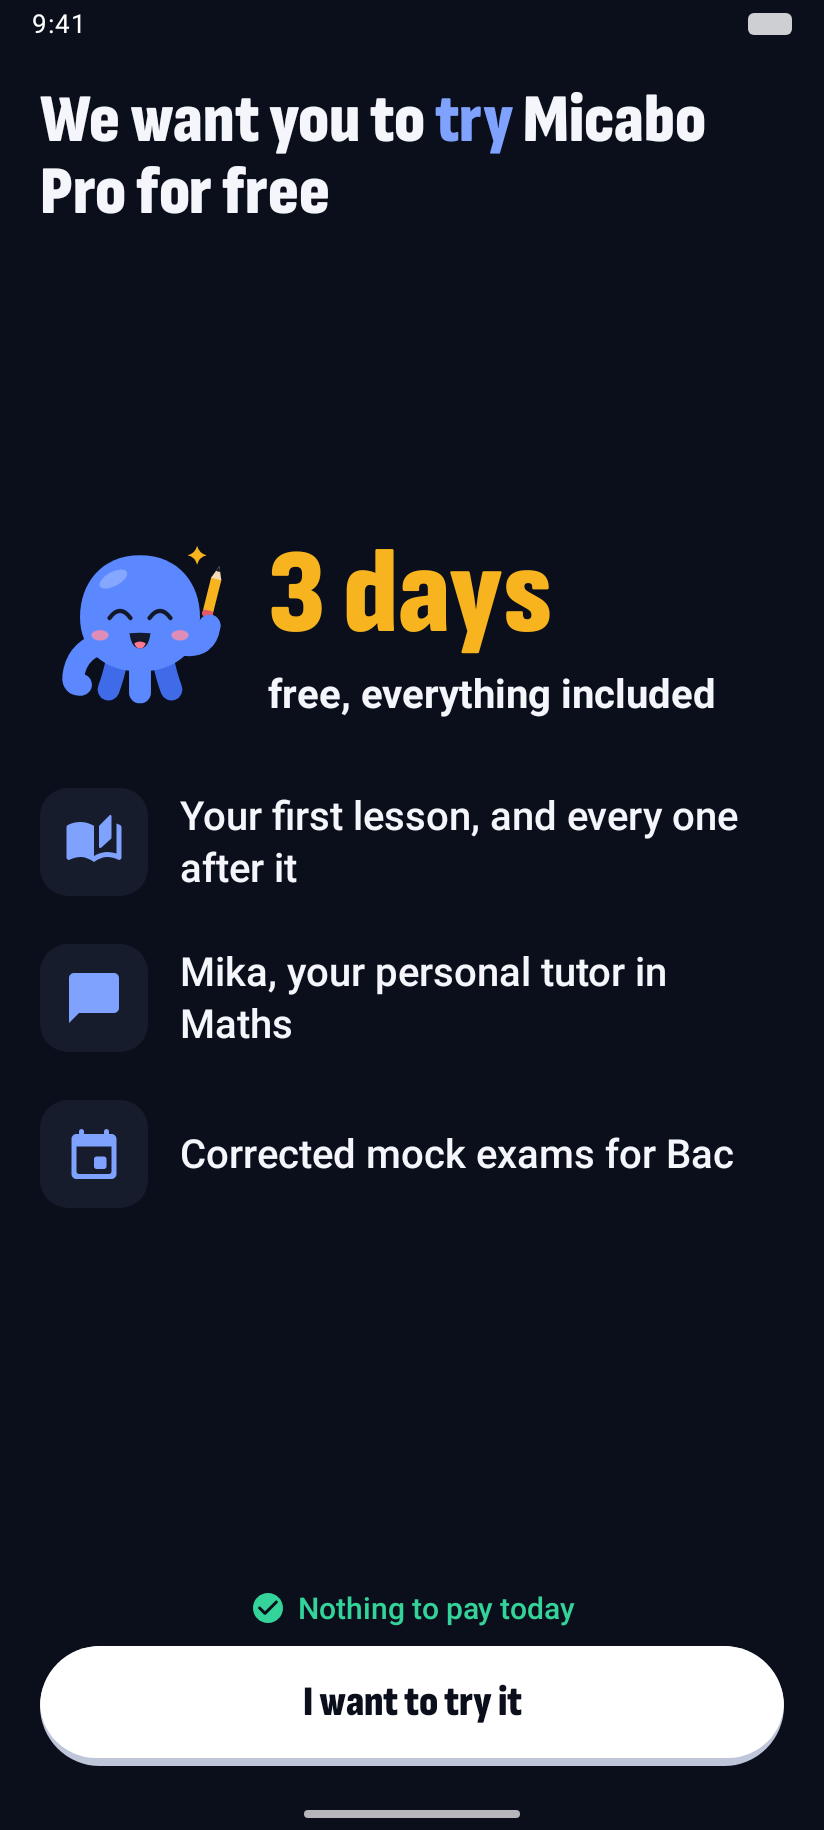 9:41
We want you to try Micabo
Pro for free
3 days
free, everything included
Your first lesson, and every one
after it
Mika, your personal tutor in
Maths
Corrected mock exams for Bac
Nothing to pay today
I want to try it